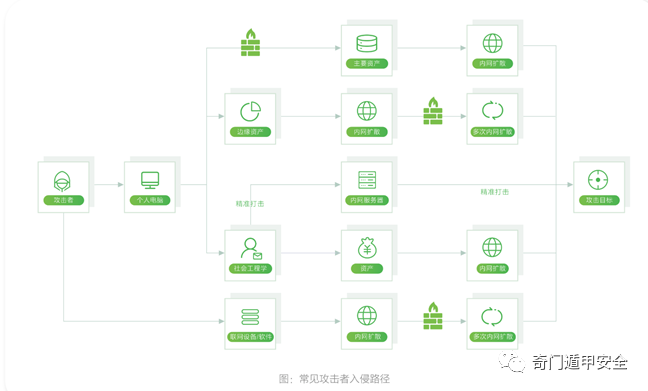 主要资产
内网扩散
边缘资产
内网扩散
多次内网扩散
攻击者
个人电脑
内网服务器
攻击目标
精准打击
精准打击
社会工程学
资产
内网扩散
联网设备/软件
内网扩散
多次内网扩散
奇门遁甲安全
图：常见攻击者入侵路径